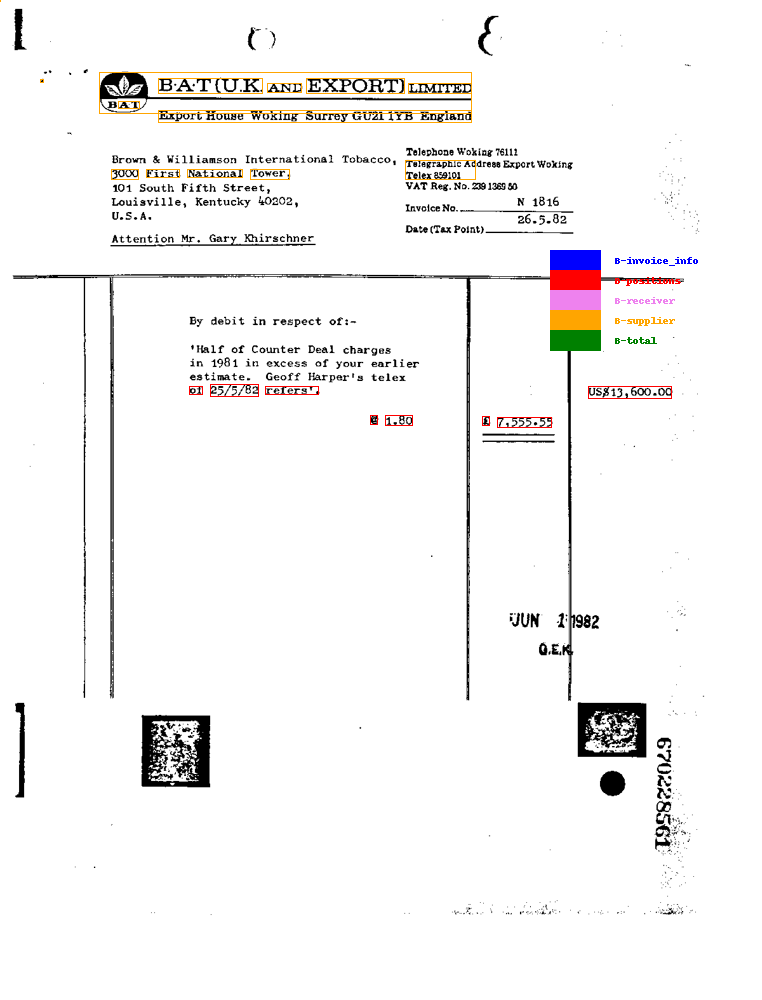 B·A·T (U.K. AND EXPORT) LIMITED
BAT
Export House Woking Surrey GU21 1YB England
Telephone Woking 76111
Telegraphic Address Export Woking
Telex 859101
VAT Reg. No. 239 1365 50
Brown & Williamson International Tobacco,
3000 First National Tower,
101 South Fifth Street,
Louisville, Kentucky 40202,
U.S.A.
Attention Mr. Gary Khirschner
Invoice No. N 1816
26.5.82
Date (Tax Point)
B-invoice_info
B-positions
B-receiver
B-supplier
B-total
By debit in respect of:-
'Half of Counter Deal charges
in 1981 in excess of your earlier
estimate. Geoff Harper's telex
of 25/5/82 refers'.
US$13,600.00
@ 1.80 £ 7,555.55
JUN 1 1982
Q.E.K.
670228561